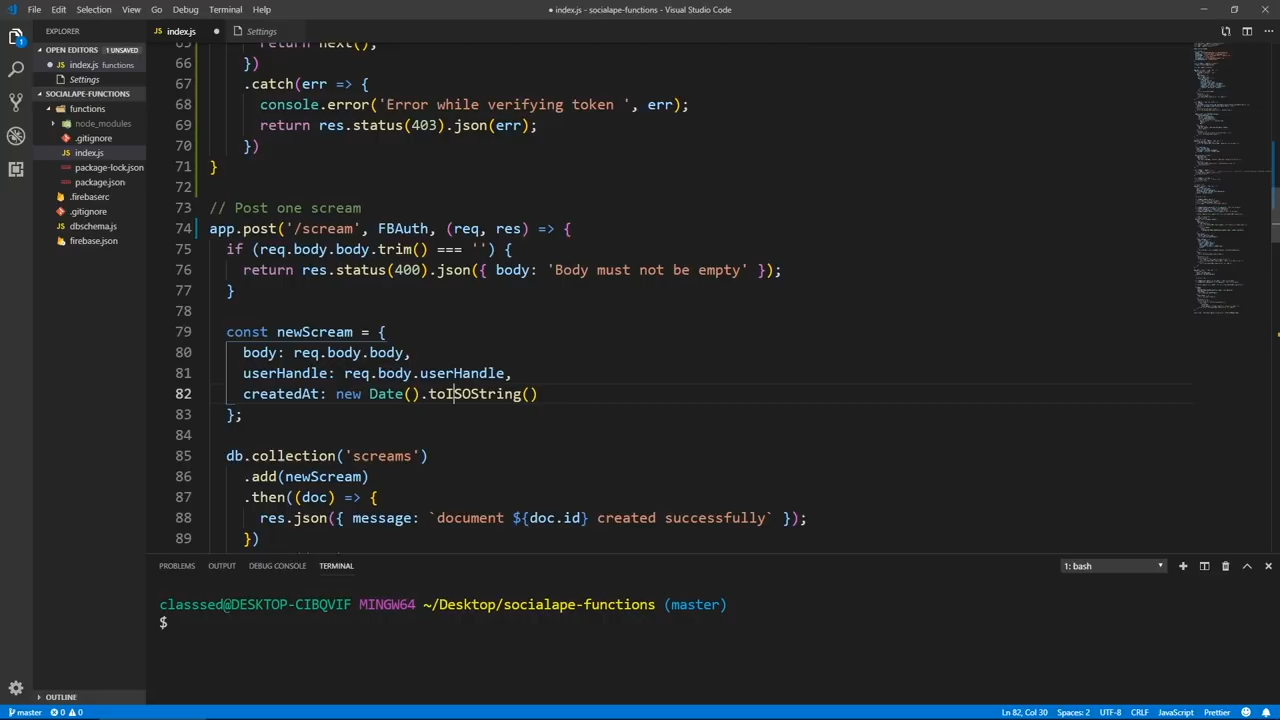 File Edit Selection View Go Debug Terminal Help
● index.js - socialape-functions - Visual Studio Code
EXPLORER
OPEN EDITORS 1 UNSAVED
index.js functions
Settings
SOCIALAPE-FUNCTIONS
functions
node_modules
.gitignore
index.js
package-lock.json
package.json
.firebaserc
.gitignore
dbschema.js
firebase.json
OUTLINE
index.js
Settings
65 return next();
66 })
67 .catch(err => {
68 console.error('Error while verifying token ', err);
69 return res.status(403).json(err);
70 })
71 }
72
73 // Post one scream
74 app.post('/scream', FBAuth, (req, res) => {
75 if (req.body.body.trim() === '') {
76 return res.status(400).json({ body: 'Body must not be empty' });
77 }
78
79 const newScream = {
80 body: req.body.body,
81 userHandle: req.body.userHandle,
82 createdAt: new Date().toISOString()
83 };
84
85 db.collection('screams')
86 .add(newScream)
87 .then((doc) => {
88 res.json({ message: `document ${doc.id} created successfully` });
89 })
PROBLEMS OUTPUT DEBUG CONSOLE TERMINAL
1: bash
classsed@DESKTOP-CIBQVIF MINGW64 ~/Desktop/socialape-functions (master)
$
master 0 0
Ln 82, Col 30 Spaces: 2 UTF-8 CRLF JavaScript Prettier